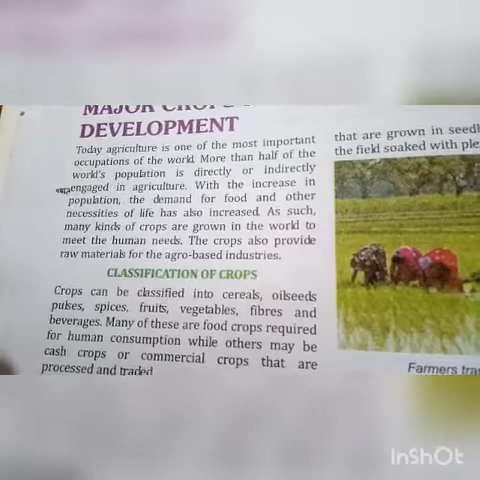 MAJOR CROPS
DEVELOPMENT
Today agriculture is one of the most important
occupations of the world. More than half of the
world's population is directly or indirectly
engaged in agriculture. With the increase in
population, the demand for food and other
necessities of life has also increased. As such,
many kinds of crops are grown in the world to
meet the human needs. The crops also provide
raw materials for the agro-based industries.
CLASSIFICATION OF CROPS
Crops can be classified into cereals, oilseeds
pulses, spices, fruits, vegetables, fibres and
beverages. Many of these are food crops required
for human consumption while others may be
cash crops or commercial crops that are
processed and traded
that are grown in seedl
the field soaked with ple
Farmers tra
InShOt